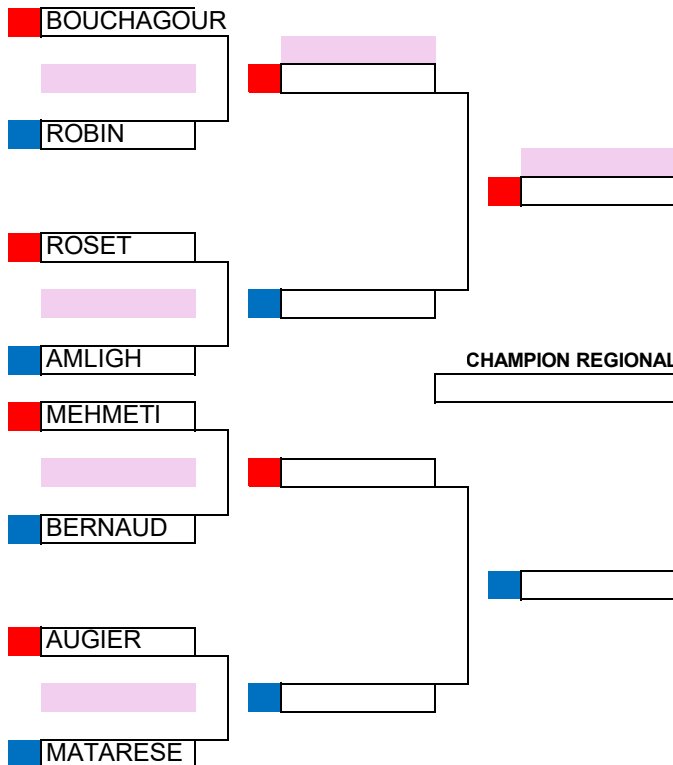 BOUCHAGOUR
ROBIN
ROSET
AMLIGH
CHAMPION REGIONAL
MEHMETI
BERNAUD
AUGIER
MATARESE